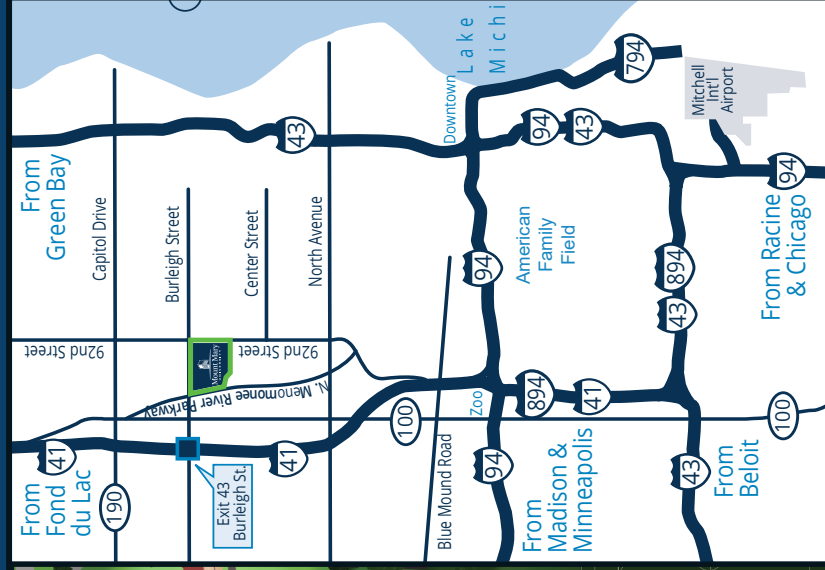 From
Fond
du Lac
41
From
Green Bay
92nd Street
190
Capitol Drive
N. Menomonee River Parkway
Burleigh Street
Mount Mary
Exit 43
Burleigh St.
92nd Street
Center Street
41
43
North Avenue
100
Blue Mound Road
Downtown
Lake
Michi
Zoo
94
94
From
Madison &
Minneapolis
894
American
Family
Field
94
41
43
794
43
43
894
Mitchell
Int'l
Airport
From
Beloit
100
From Racine
& Chicago
94